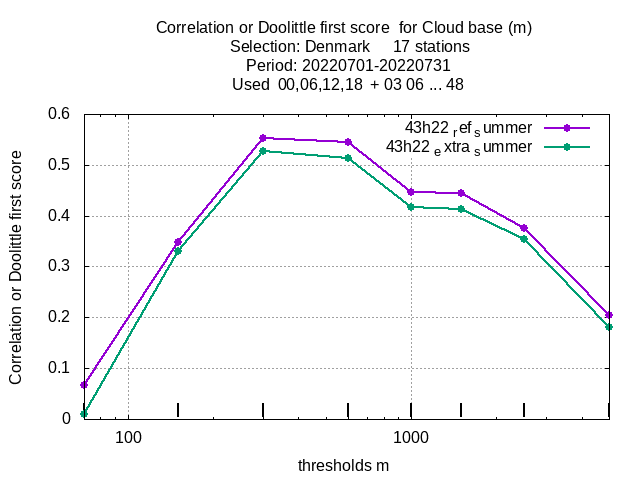 Correlation or Doolittle first score  for Cloud base (m)
Selection: Denmark     17 stations
Period: 20220701-20220731
Used  00,06,12,18  + 03 06 ... 48
43h22 ref summer
43h22 extra summer
Correlation or Doolittle first score
0.6
0.5
0.4
0.3
0.2
0.1
0
100
1000
thresholds m